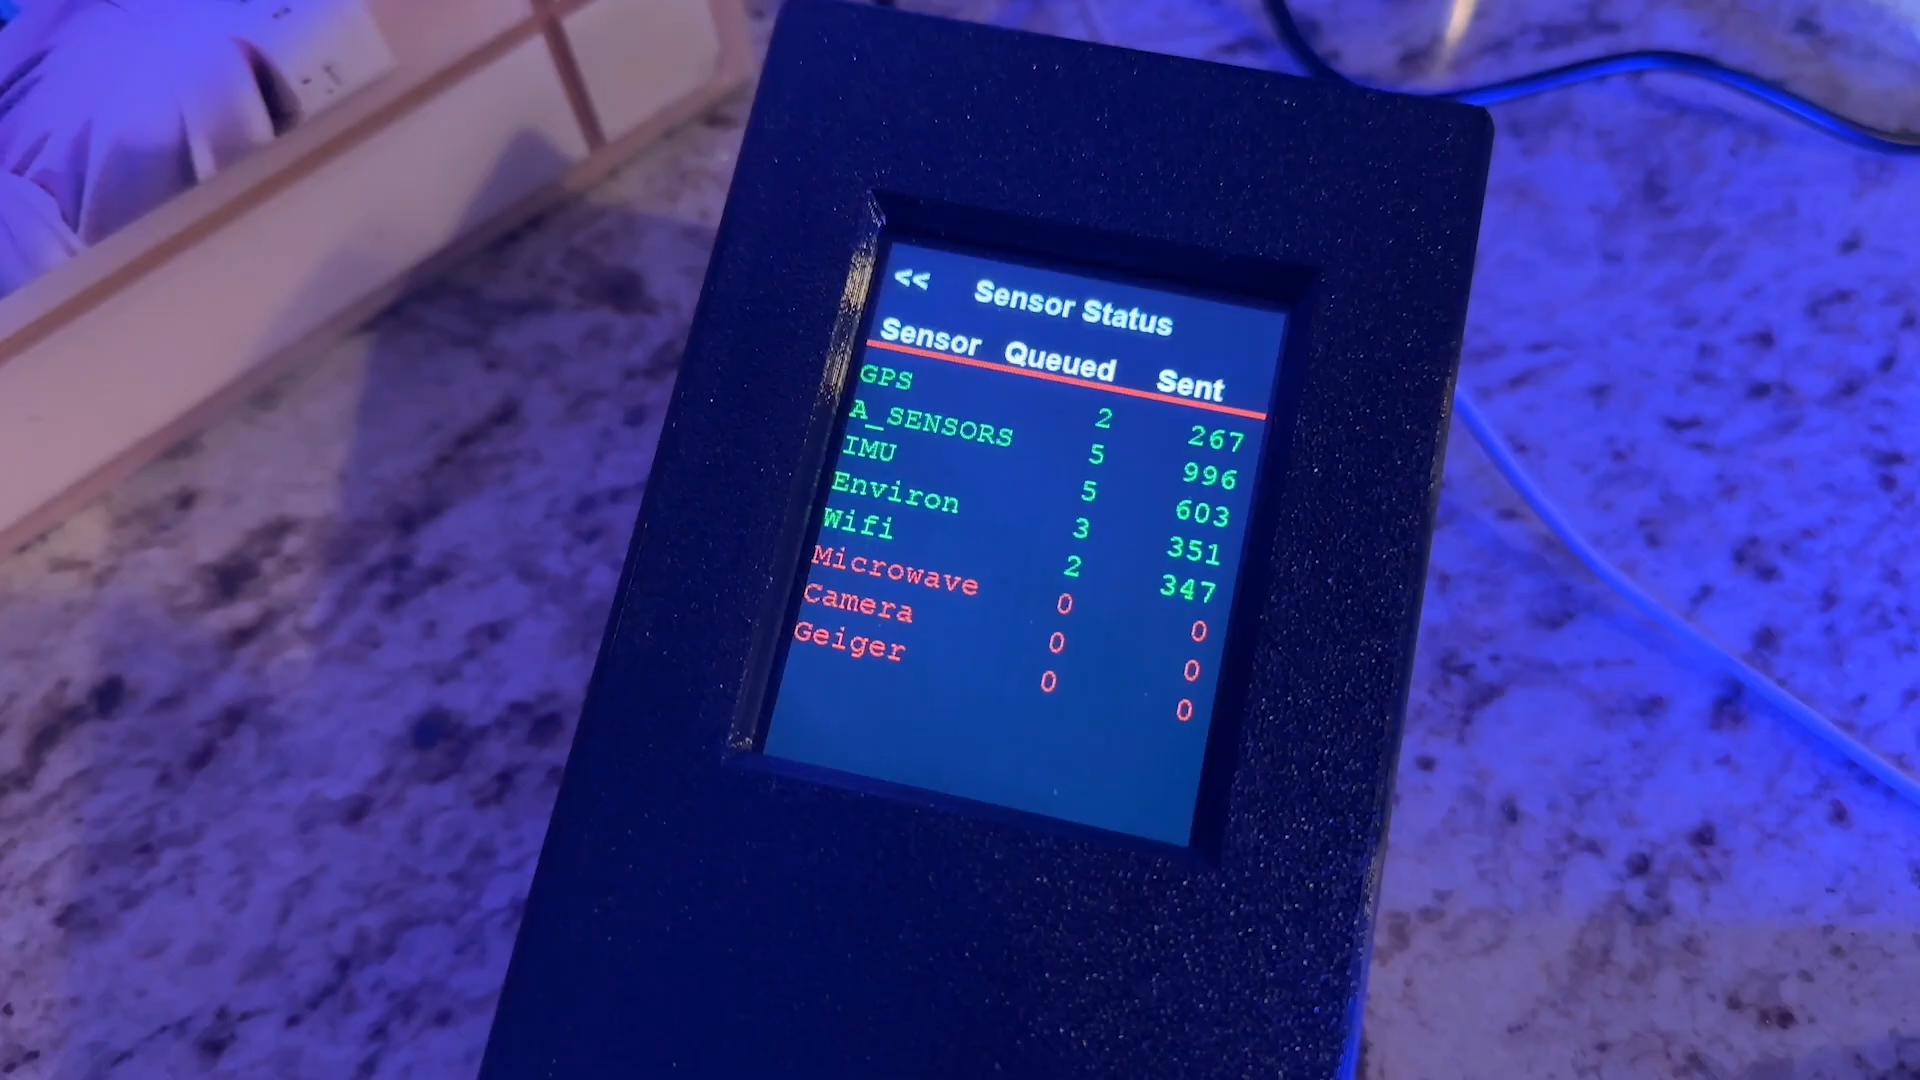 << Sensor Status
Sensor Queued Sent
GPS 2 267
A_SENSORS 5 996
IMU 5 603
Environ 3 351
Wifi 2 347
Microwave 0 0
Camera 0 0
Geiger 0 0